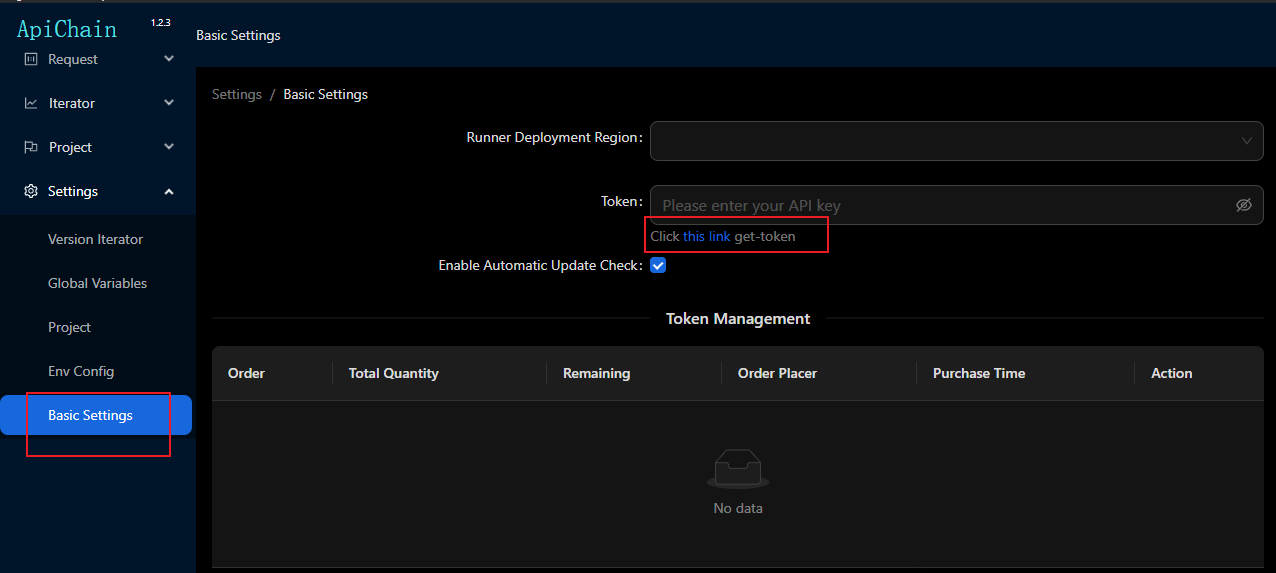 ApiChain 1.2.3
Basic Settings
Request
Iterator
Project
Settings
Version Iterator
Global Variables
Project
Env Config
Basic Settings
Settings / Basic Settings
Runner Deployment Region:
Token: Please enter your API key
Click this link get-token
Enable Automatic Update Check:
Token Management
Order Total Quantity Remaining Order Placer Purchase Time Action
No data